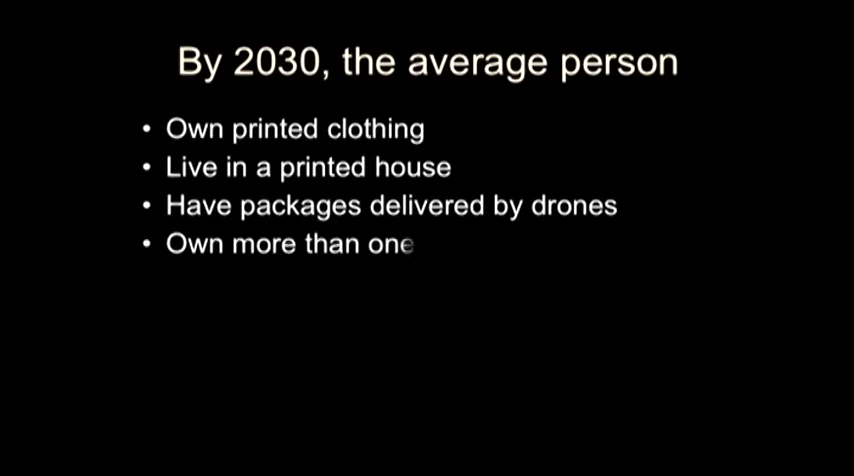 By 2030, the average person
• Own printed clothing
• Live in a printed house
• Have packages delivered by drones
• Own more than one